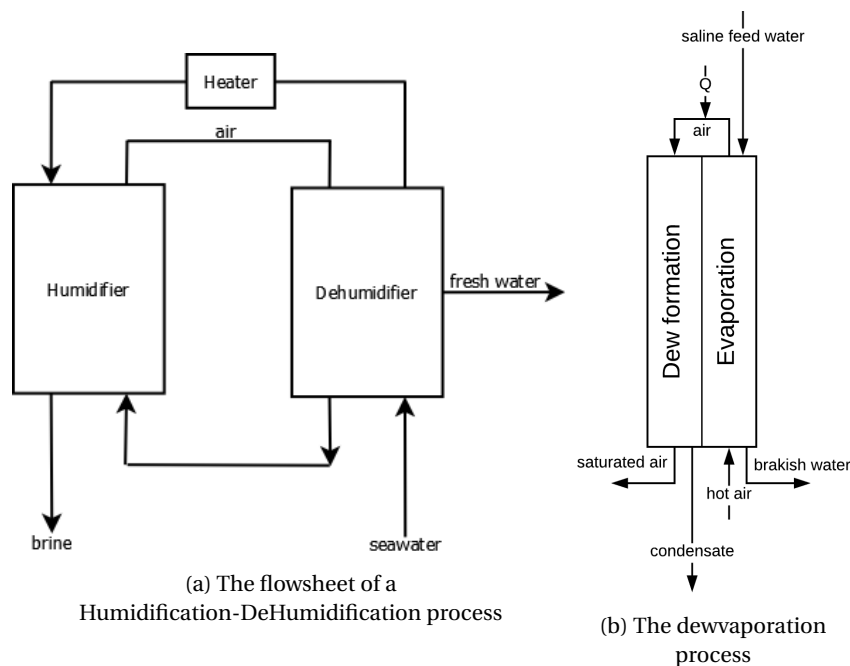 Heater
air
Humidifier
Dehumidifier
fresh water
brine
seawater
(a) The flowsheet of a
Humidification-DeHumidification process
saline feed water
Q
air
Dew formation
Evaporation
saturated air
brakish water
hot air
condensate
(b) The dewvaporation
process